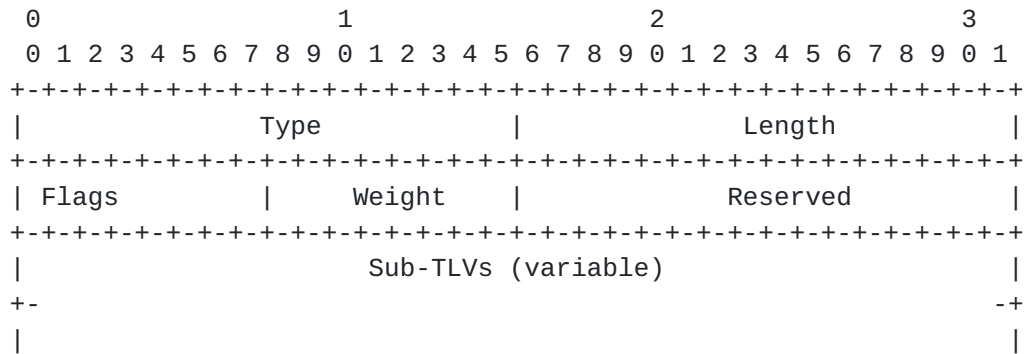 0                   1                   2                   3
 0 1 2 3 4 5 6 7 8 9 0 1 2 3 4 5 6 7 8 9 0 1 2 3 4 5 6 7 8 9 0 1
+-+-+-+-+-+-+-+-+-+-+-+-+-+-+-+-+-+-+-+-+-+-+-+-+-+-+-+-+-+-+-+-+
|               Type            |              Length           |
+-+-+-+-+-+-+-+-+-+-+-+-+-+-+-+-+-+-+-+-+-+-+-+-+-+-+-+-+-+-+-+-+
| Flags         |     Weight    |             Reserved          |
+-+-+-+-+-+-+-+-+-+-+-+-+-+-+-+-+-+-+-+-+-+-+-+-+-+-+-+-+-+-+-+-+
|                      Sub-TLVs (variable)                      |
+-                                                             -+
|                                                               |